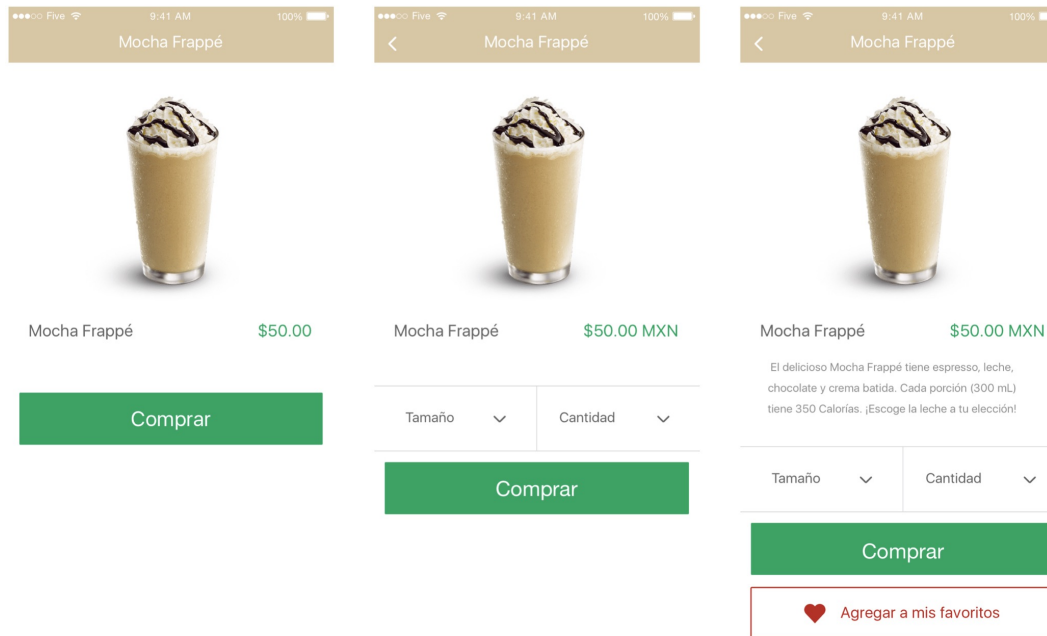 Five 9:41 AM 100%
Mocha Frappé
Mocha Frappé $50.00
Comprar
Five 9:41 AM 100%
Mocha Frappé
Mocha Frappé $50.00 MXN
Tamaño Cantidad
Comprar
Five 9:41 AM 100%
Mocha Frappé
Mocha Frappé $50.00 MXN
El delicioso Mocha Frappé tiene espresso, leche,
chocolate y crema batida. Cada porción (300 mL)
tiene 350 Calorías. ¡Escoge la leche a tu elección!
Tamaño Cantidad
Comprar
Agregar a mis favoritos